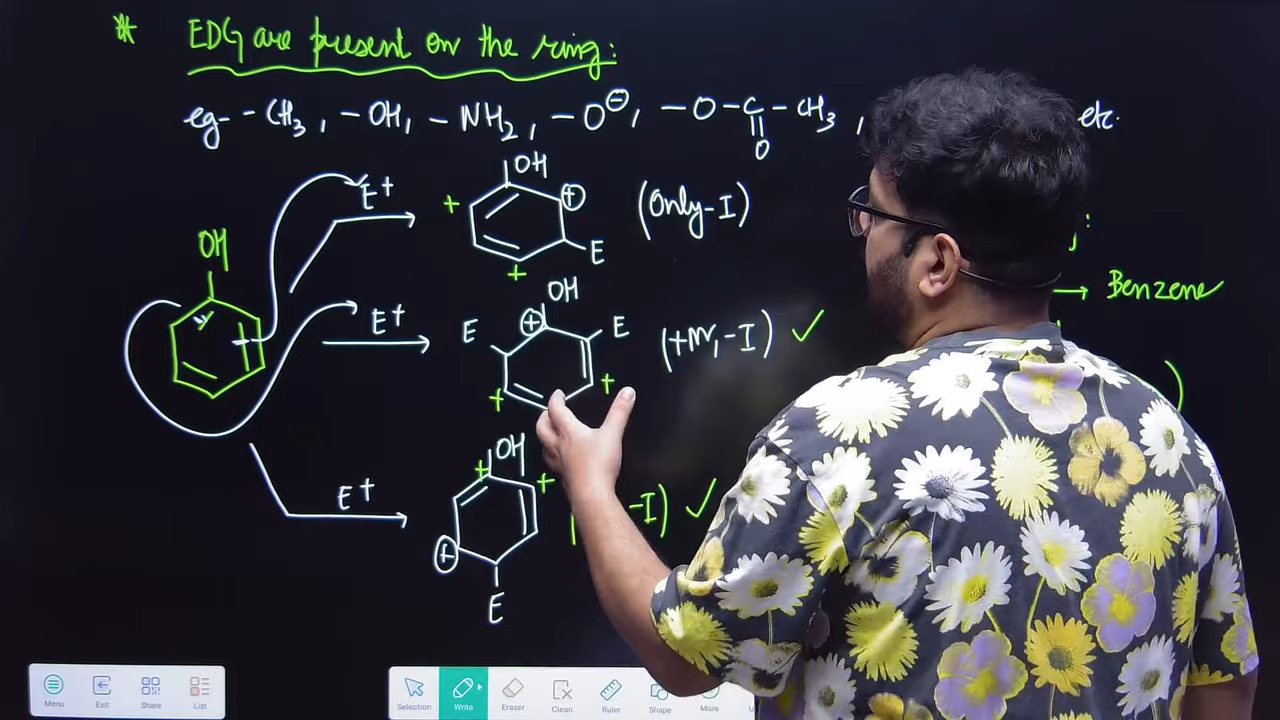 * EDG are present on the ring:
eg- -CH3, -OH, -NH2, -O⊖, -O-C-CH3, etc.
O
OH
E+
+
⊕
E
+
(Only-I)
OH
E+
OH
E
⊕
E
+
+
(+M,-I) ✓
→ Benzene
E+
OH
+
+
⊕
E
-I) ✓
Menu Exit Share List Selection Write Eraser Clean Ruler Shape More